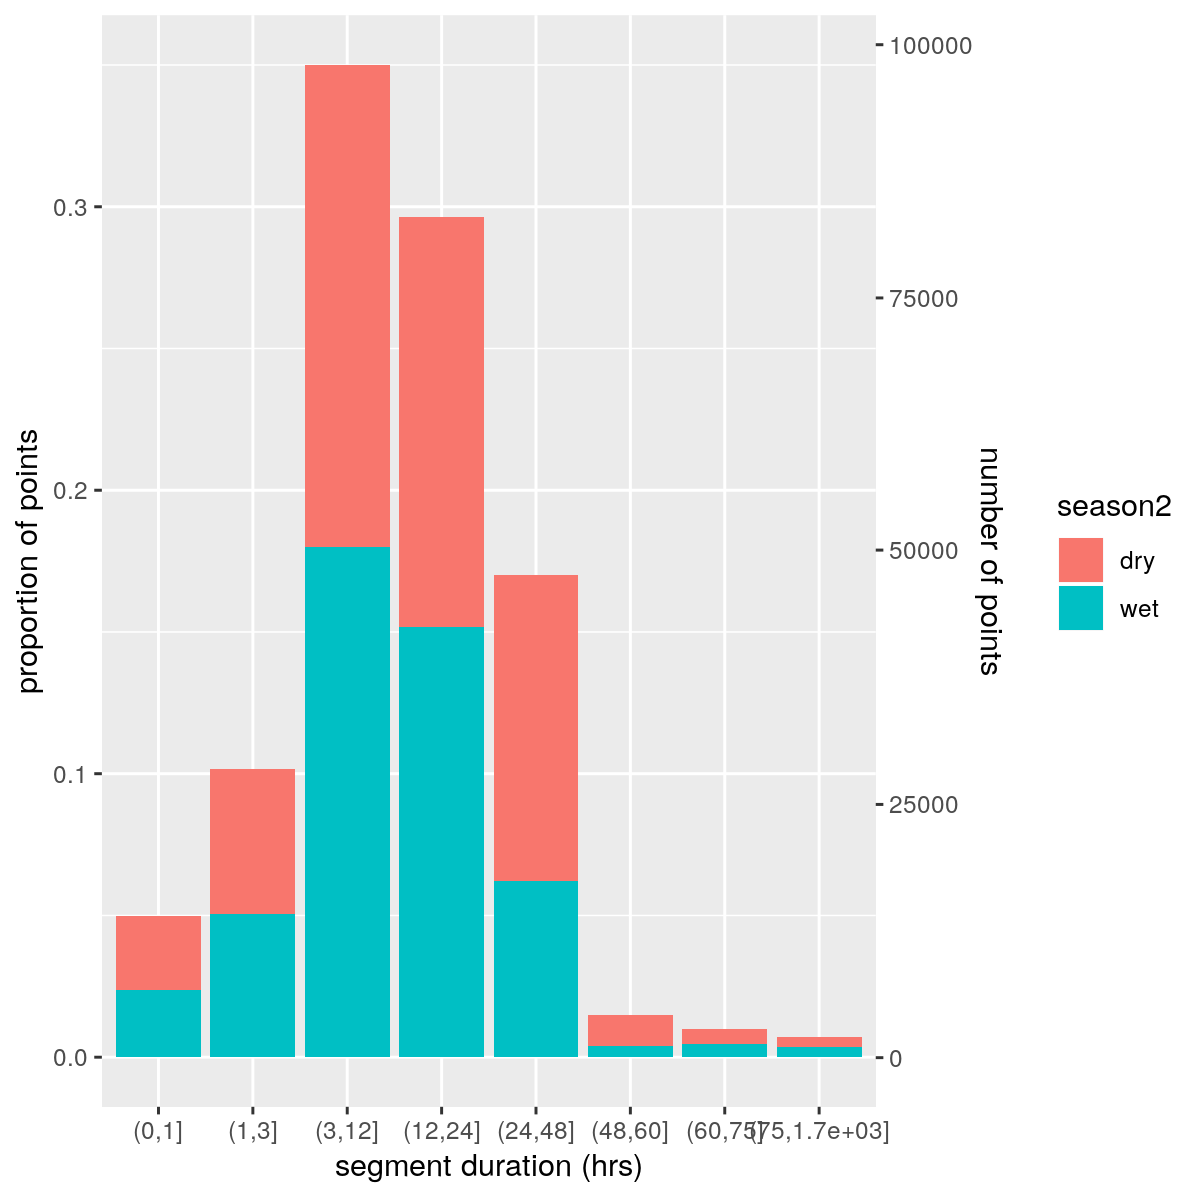 proportion of points
0.3
0.2
0.1
0.0
100000
75000
50000
25000
0
number of points
(0,1]
(1,3]
(3,12]
(12,24]
(24,48]
(48,60]
(60,75]
(75,1.7e+03]
segment duration (hrs)
season2
dry
wet